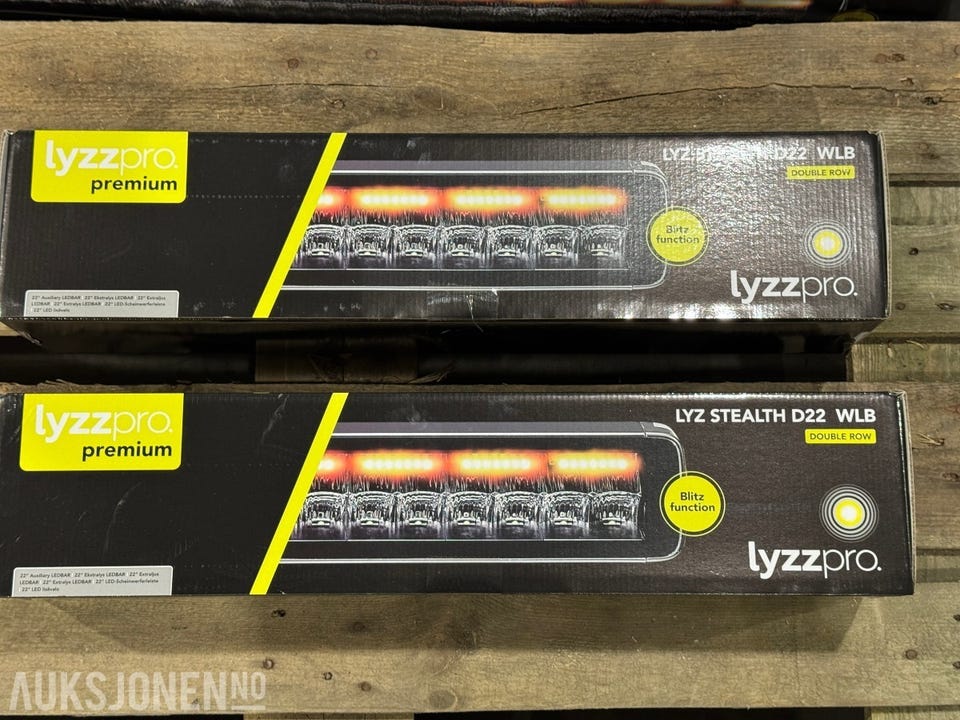 lyzzpro.
premium
LYZ STEALTH D22 WLB
DOUBLE ROW
Blitz
function
lyzzpro.
22" Auxiliary LEDBAR 22" Ekstralys LEDBAR 22" Extraljus
LEDBAR 22" Extralys LEDBAR 22" LED-Scheinwerferleiste
22" LED lisävalo
lyzzpro.
premium
LYZ STEALTH D22 WLB
DOUBLE ROW
Blitz
function
lyzzpro.
22" Auxiliary LEDBAR 22" Ekstralys LEDBAR 22" Extraljus
LEDBAR 22" Extralys LEDBAR 22" LED-Scheinwerferleiste
22" LED lisävalo
AUKSJONEN NO